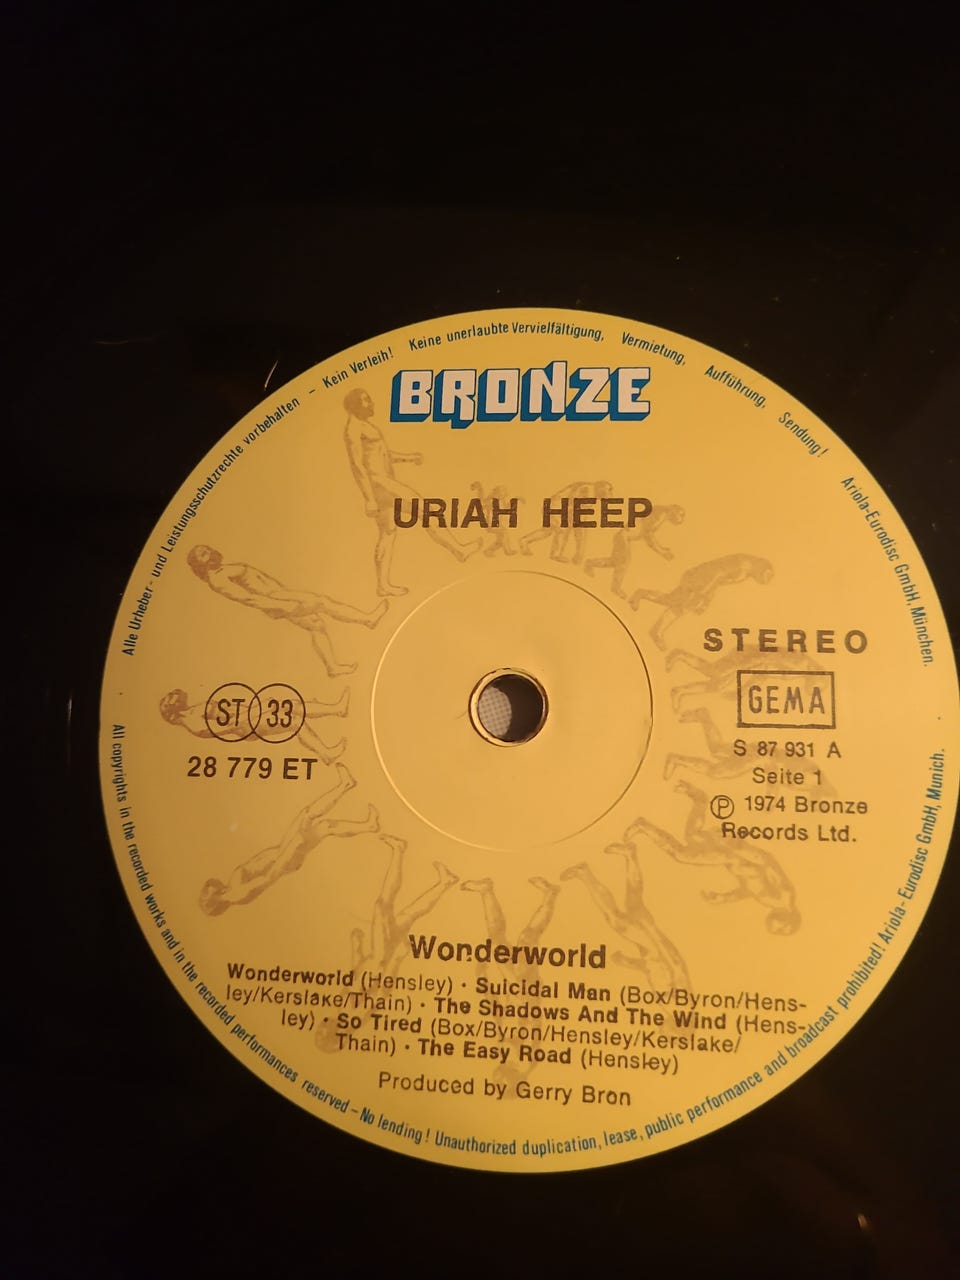 Alle Urheber- und Leistungsschutzrechte vorbehalten – Kein Verleih! Keine unerlaubte Vervielfältigung, Vermietung, Aufführung, Sendung! Ariola-Eurodisc GmbH, München.
BRONZE
URIAH HEEP
STEREO
GEMA
S 87 931 A
Seite 1
Ⓟ 1974 Bronze
Records Ltd.
ST 33
28 779 ET
Wonderworld
Wonderworld (Hensley) · Suicidal Man (Box/Byron/Hens-
ley/Kerslake/Thain) · The Shadows And The Wind (Hens-
ley) · So Tired (Box/Byron/Hensley/Kerslake/
Thain) · The Easy Road (Hensley)
Produced by Gerry Bron
All copyrights in the recorded works and in the recorded performances reserved – No lending! Unauthorized duplication, lease, public performance and broadcast prohibited! Ariola-Eurodisc GmbH, Munich.